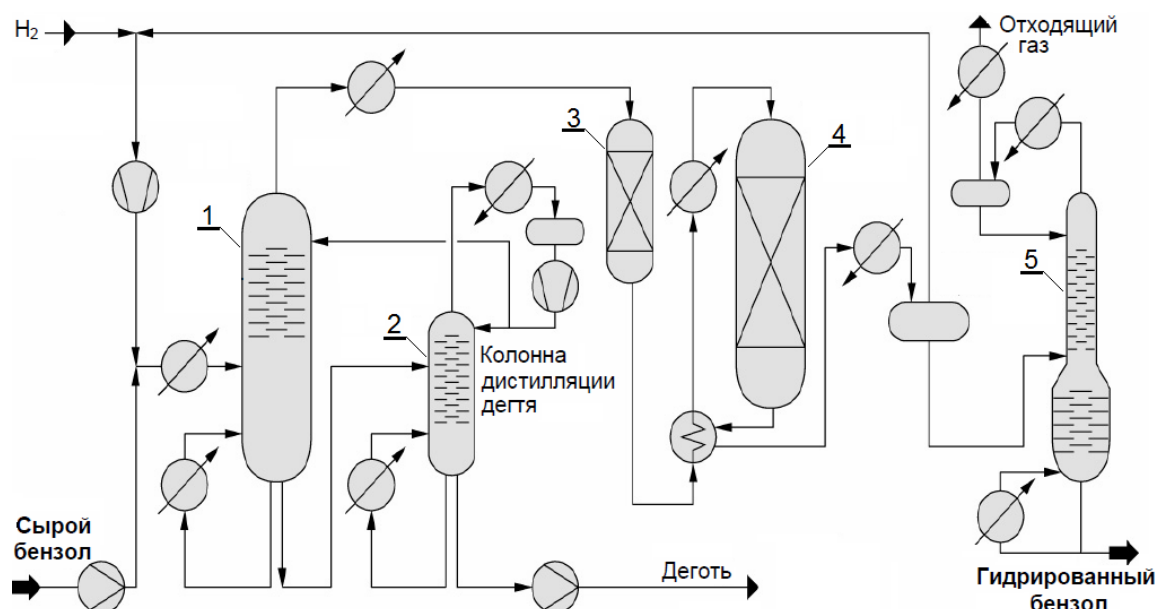 H₂
Отходящий
газ
3
4
1
5
2
Колонна
дистилляции
дегтя
Сырой
бензол
Деготь
Гидрированный
бензол